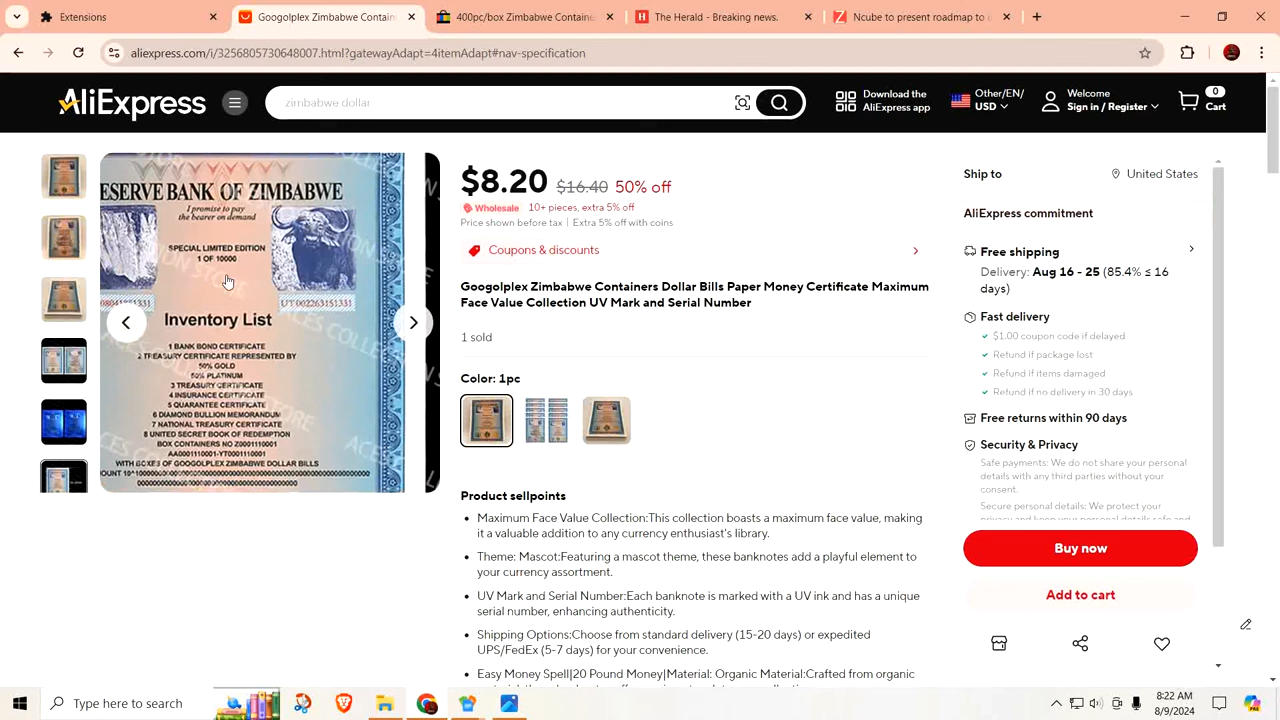 Extensions
Googolplex Zimbabwe Contain
400pc/box Zimbabwe Containe
The Herald - Breaking news.
Ncube to present roadmap to
aliexpress.com/i/3256805730648007.html?gatewayAdapt=4itemAdapt#nav-specification
AliExpress
zimbabwe dollar
Download the
AliExpress app
Other/EN/
USD
Welcome
Sign in / Register
0
Cart
ESERVE BANK OF ZIMBABWE
I promise to pay
the bearer on demand
SPECIAL LIMITED EDITION
1 OF 10000
UT 002263151331
Inventory List
1 BANK BOND CERTIFICATE
2 TREASURY CERTIFICATE REPRESENTED BY
50% GOLD
50% PLATINUM
3 TREASURY CERTIFICATE
4 INSURANCE CERTIFICATE
5 QUARANTEE CERTIFICATE
6 DIAMOND BULLION MEMORANDUM
7 NATIONAL TREASURY CERTIFICATE
8 UNITED SECRET BOOK OF REDEMPTION
BOX CONTAINERS NO Z0001110001
AA0001110001-YT0001110001
WITH BOXES OF GOOGOLPLEX ZIMBABWE DOLLAR BILLS
$8.20 $16.40 50% off
Wholesale 10+ pieces, extra 5% off
Price shown before tax | Extra 5% off with coins
Coupons & discounts
Googolplex Zimbabwe Containers Dollar Bills Paper Money Certificate Maximum
Face Value Collection UV Mark and Serial Number
1 sold
Color: 1pc
Product sellpoints
Maximum Face Value Collection:This collection boasts a maximum face value, making
it a valuable addition to any currency enthusiast's library.
Theme: Mascot:Featuring a mascot theme, these banknotes add a playful element to
your currency assortment.
UV Mark and Serial Number:Each banknote is marked with a UV ink and has a unique
serial number, enhancing authenticity.
Shipping Options:Choose from standard delivery (15-20 days) or expedited
UPS/FedEx (5-7 days) for your convenience.
Easy Money Spell|20 Pound Money|Material: Organic Material:Crafted from organic
Ship to
United States
AliExpress commitment
Free shipping
Delivery: Aug 16 - 25 (85.4% ≤ 16
days)
Fast delivery
$1.00 coupon code if delayed
Refund if package lost
Refund if items damaged
Refund if no delivery in 30 days
Free returns within 90 days
Security & Privacy
Safe payments: We do not share your personal
details with any third parties without your
consent.
Secure personal details: We protect your
privacy and keep your personal details safe and
Buy now
Add to cart
Type here to search
8:22 AM
8/9/2024